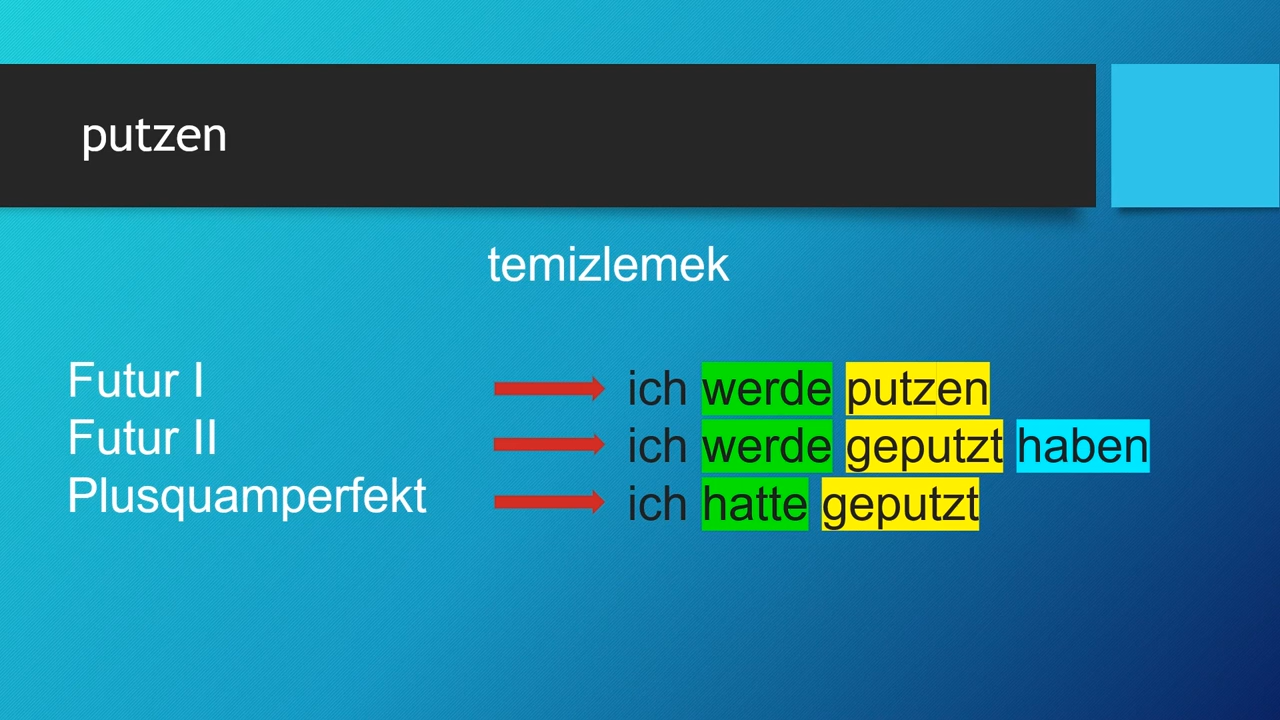 putzen
temizlemek
Futur I ich werde putzen
Futur II ich werde geputzt haben
Plusquamperfekt ich hatte geputzt